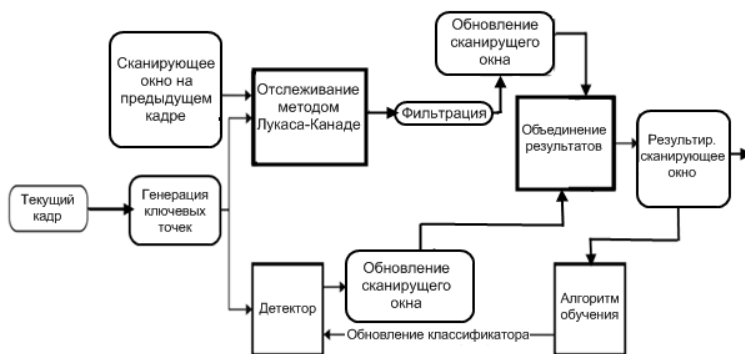 Сканирующее
окно на
предыдущем
кадре
Отслеживание
методом
Лукаса-Канаде
Фильтрация
Обновление
сканирущего
окна
Объединение
результатов
Результир.
сканирующее
окно
Текущий
кадр
Генерация
ключевых
точек
Детектор
Обновление
сканирущего
окна
Алгоритм
обучения
Обновление классификатора